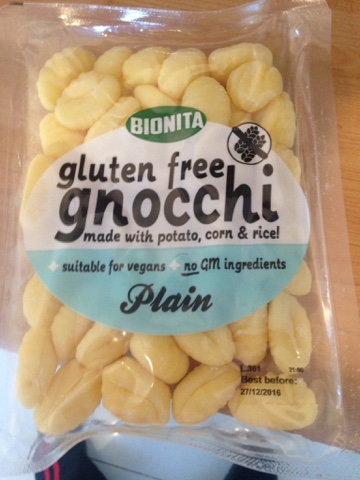 BIONITA
gluten free
gnocchi
made with potato, corn & rice!
suitable for vegans no GM ingredients
Plain
L.361
Best before:
27/12/2016